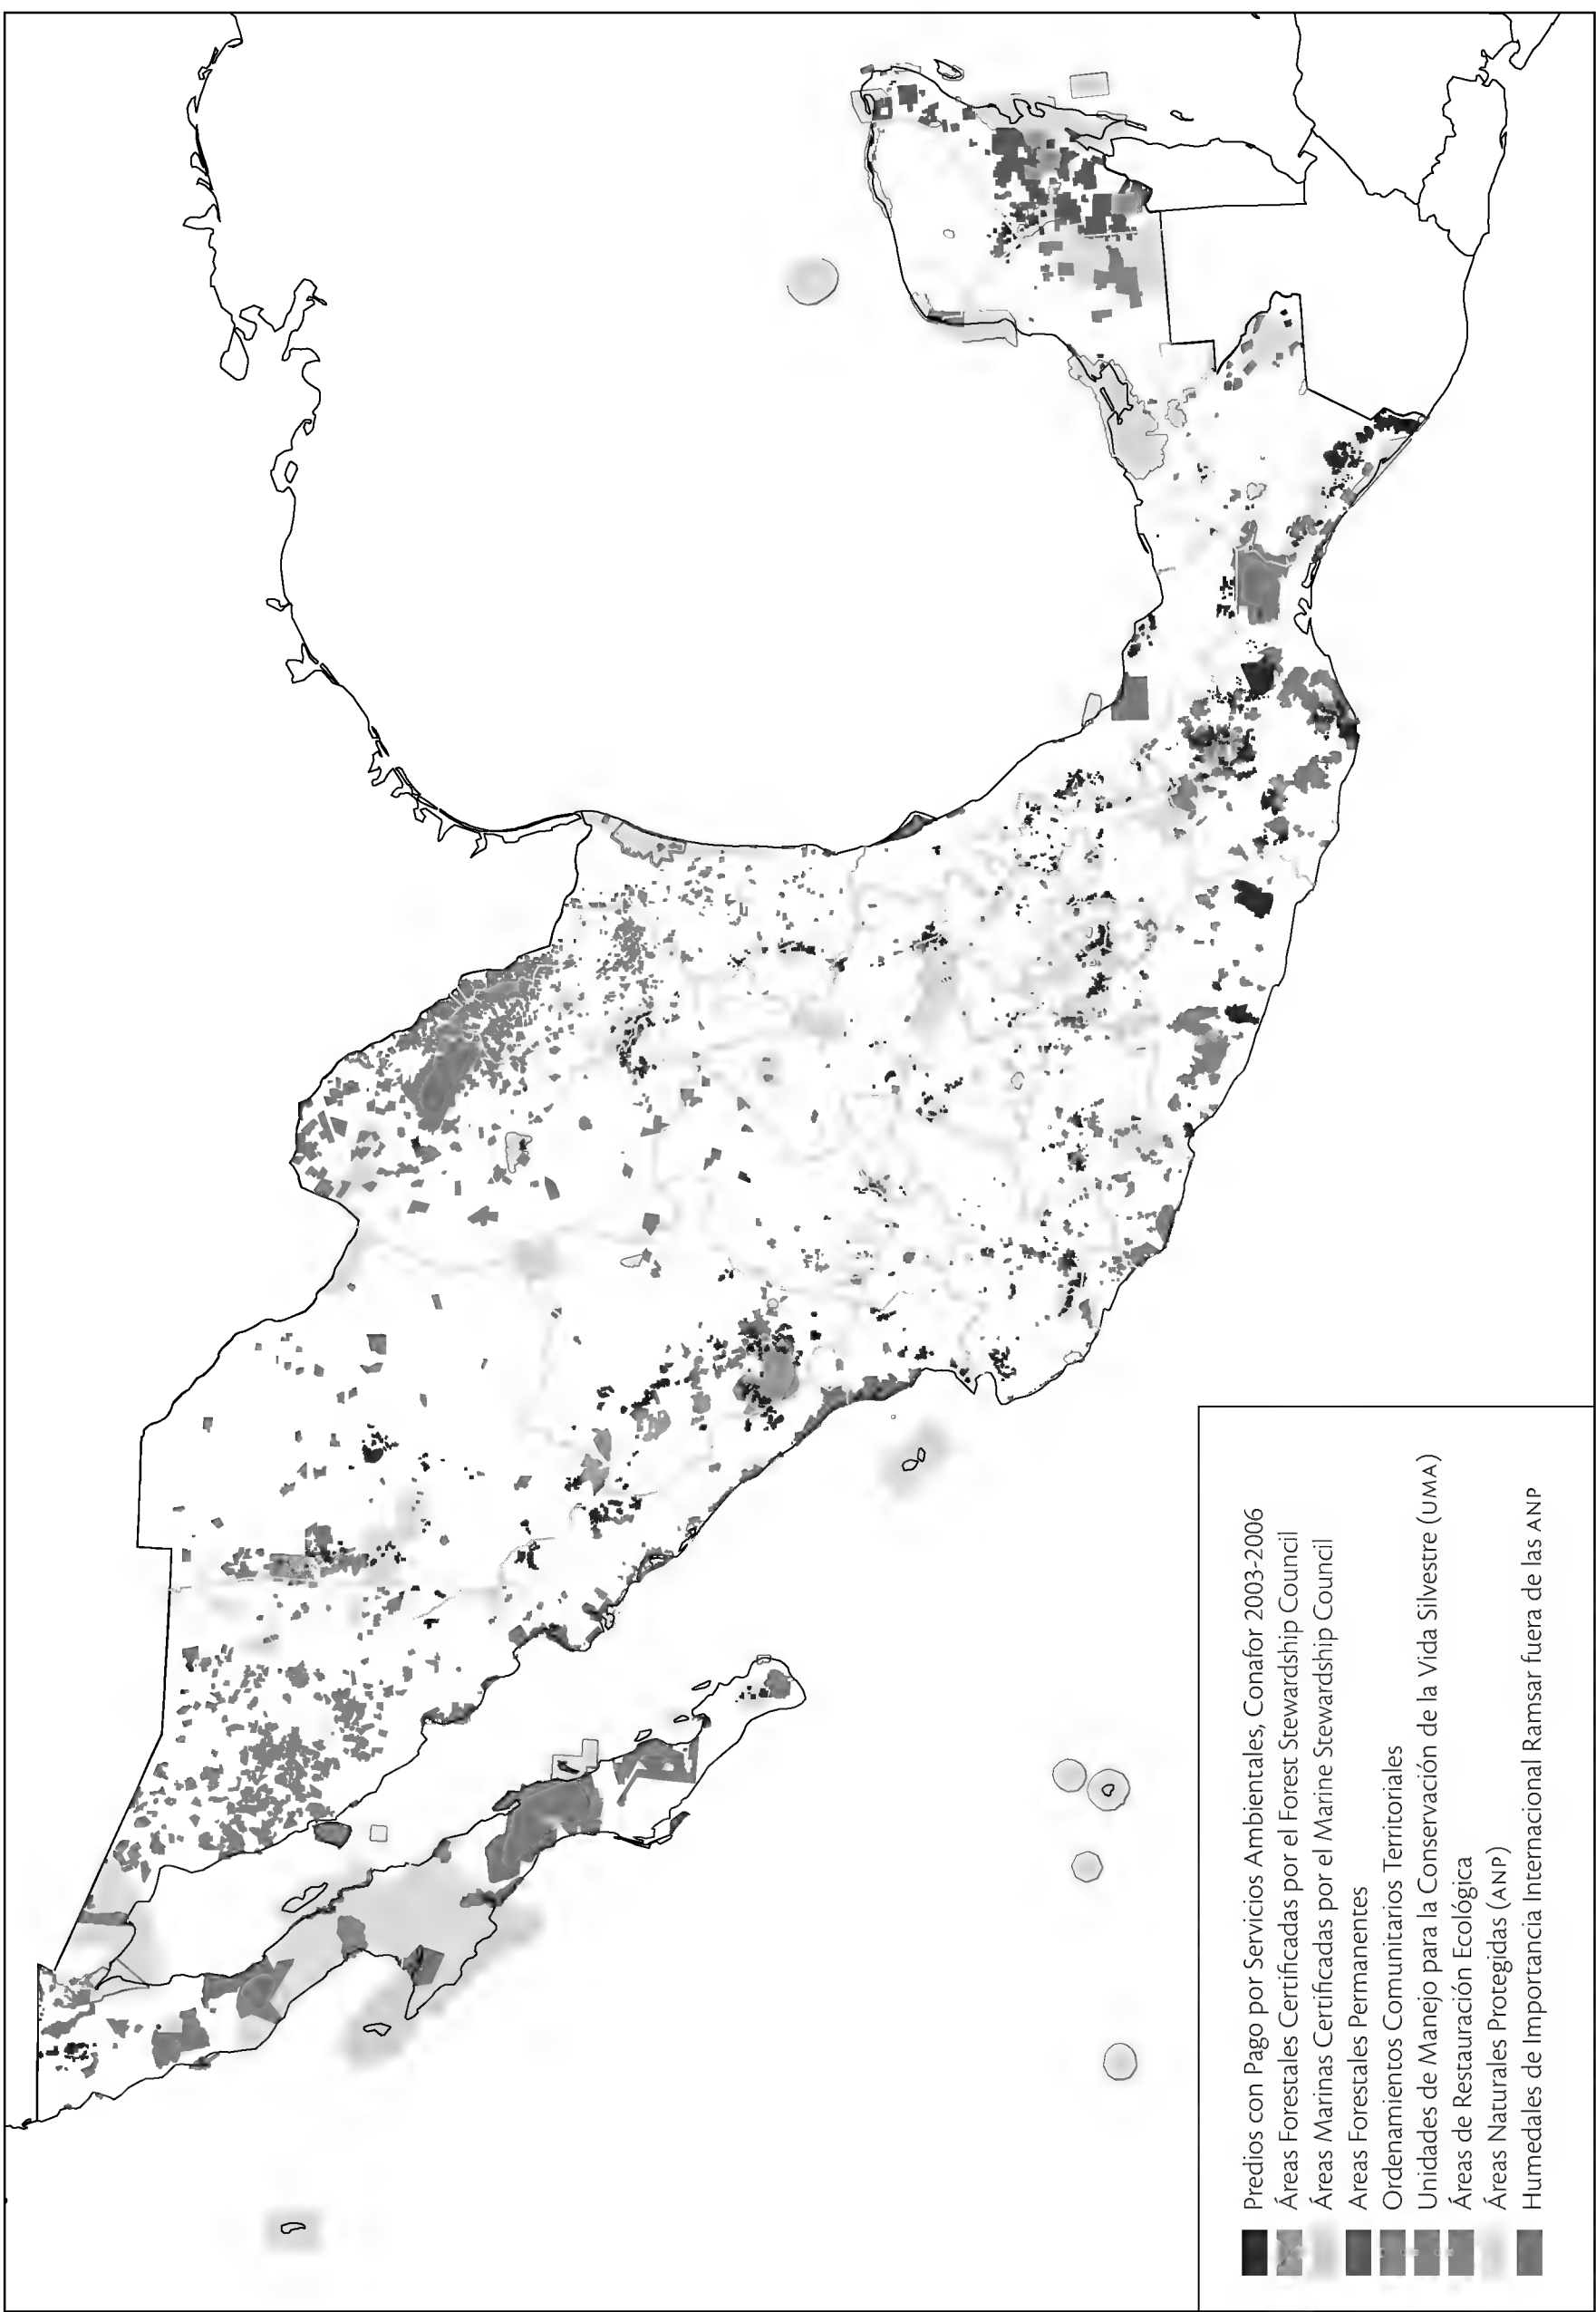 Predios con Pago por Servicios Ambientales, Conafor 2003-2006
Áreas Forestales Certificadas por el Forest Stewardship Council
Áreas Marinas Certificadas por el Marine Stewardship Council
Areas Forestales Permanentes
Ordenamientos Comunitarios Territoriales
Unidades de Manejo para la Conservación de la Vida Silvestre (UMA)
Áreas de Restauración Ecológica
Áreas Naturales Protegidas (ANP)
Humedales de Importancia Internacional Ramsar fuera de las ANP